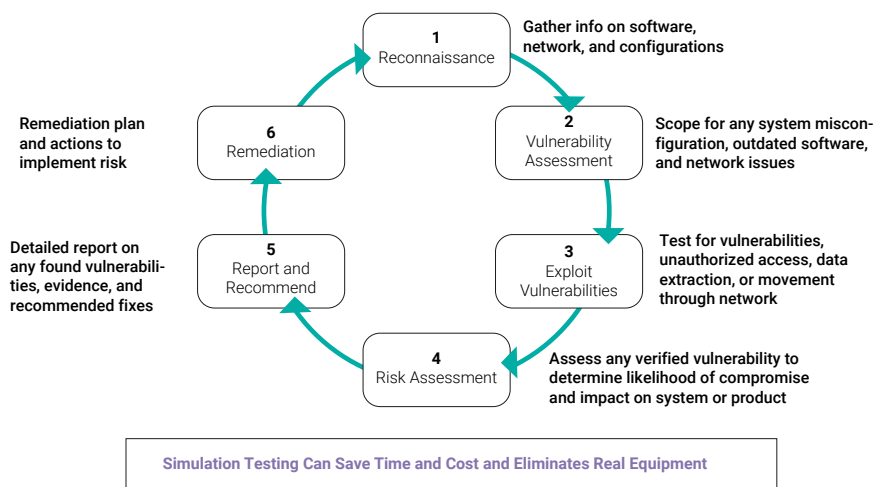 1
Reconnaissance
Gather info on software,
network, and configurations
2
Vulnerability
Assessment
Scope for any system miscon-
figuration, outdated software,
and network issues
3
Exploit
Vulnerabilities
Test for vulnerabilities,
unauthorized access, data
extraction, or movement
through network
4
Risk Assessment
Assess any verified vulnerability to
determine likelihood of compromise
and impact on system or product
5
Report and
Recommend
Detailed report on
any found vulnerabili-
ties, evidence, and
recommended fixes
6
Remediation
Remediation plan
and actions to
implement risk
Simulation Testing Can Save Time and Cost and Eliminates Real Equipment